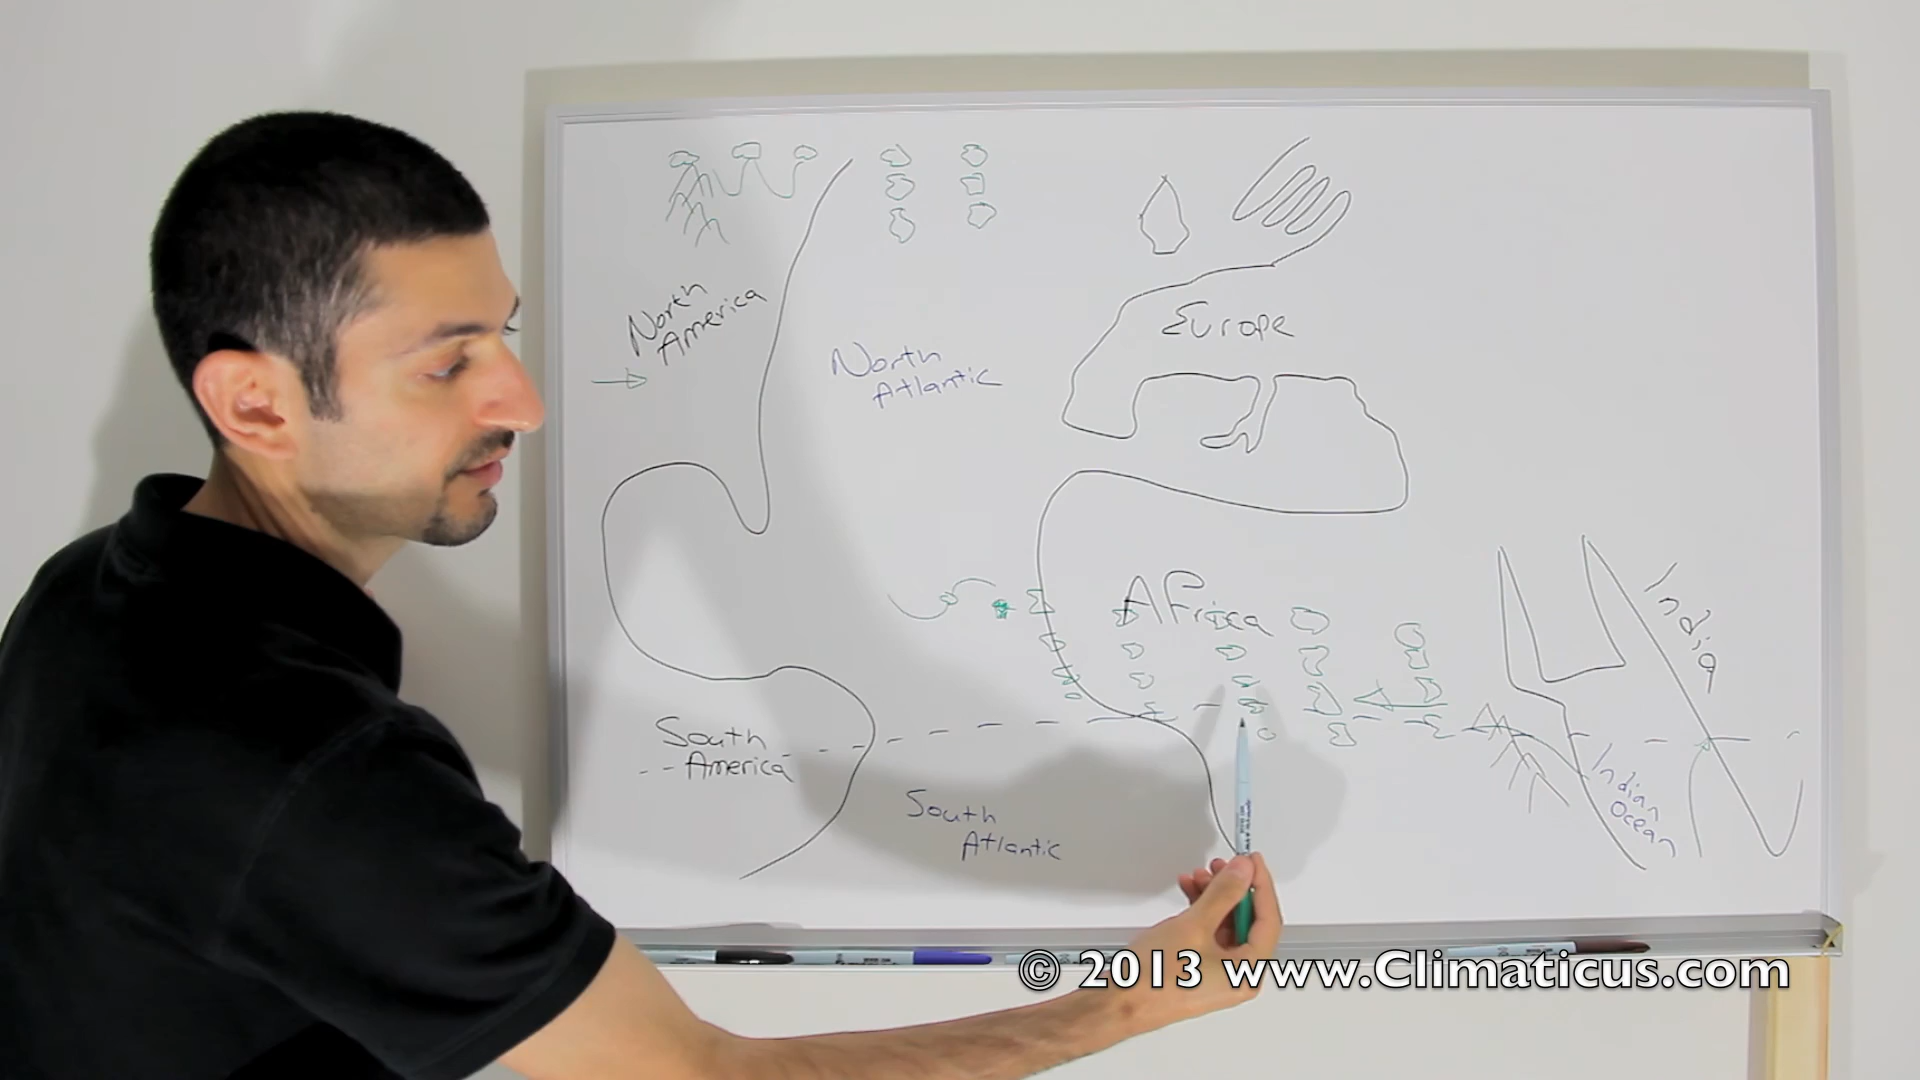 North
America
North
Atlantic
Europe
Africa
India
South
America
South
Atlantic
Indian
Ocean
© 2013 www.Climaticus.com